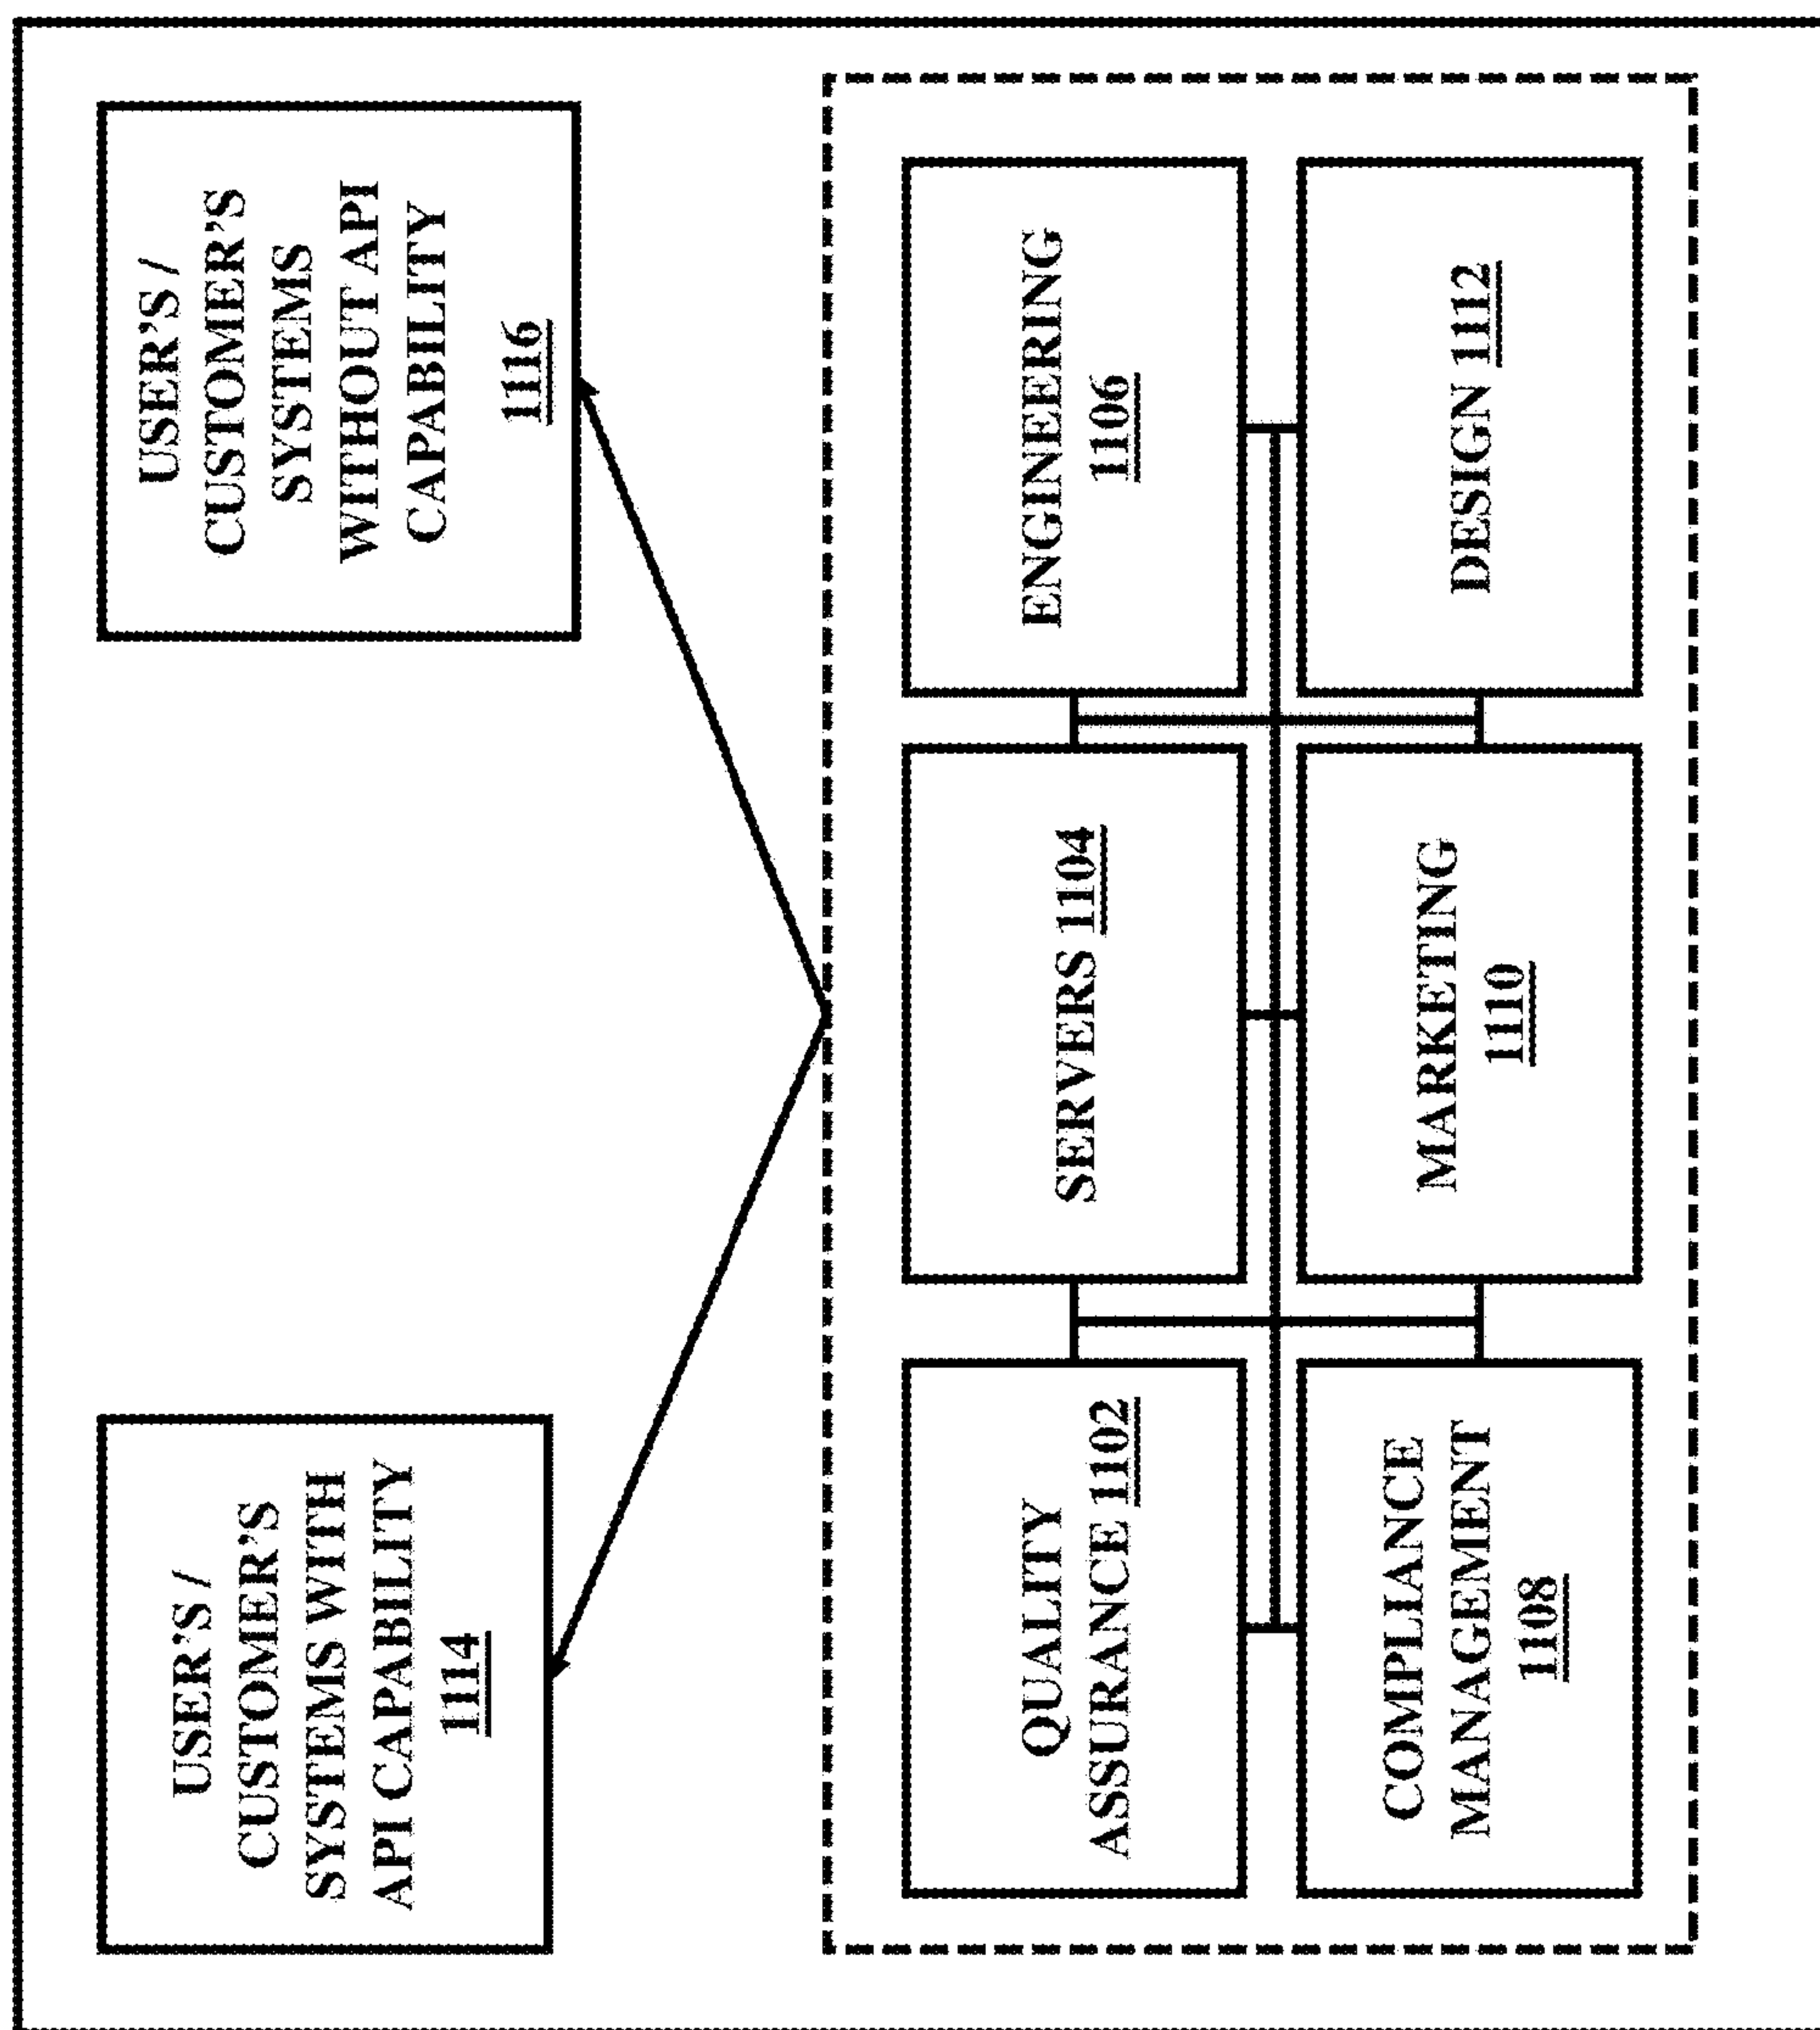 USER'S /
CUSTOMER'S
SYSTEMS WITH
API CAPABILITY
1114
USER'S /
CUSTOMER'S
SYSTEMS
WITHOUT API
CAPABILITY
1116
QUALITY
ASSURANCE 1102
SERVERS 1104
ENGINEERING
1106
COMPLIANCE
MANAGEMENT
1108
MARKETING
1110
DESIGN 1112